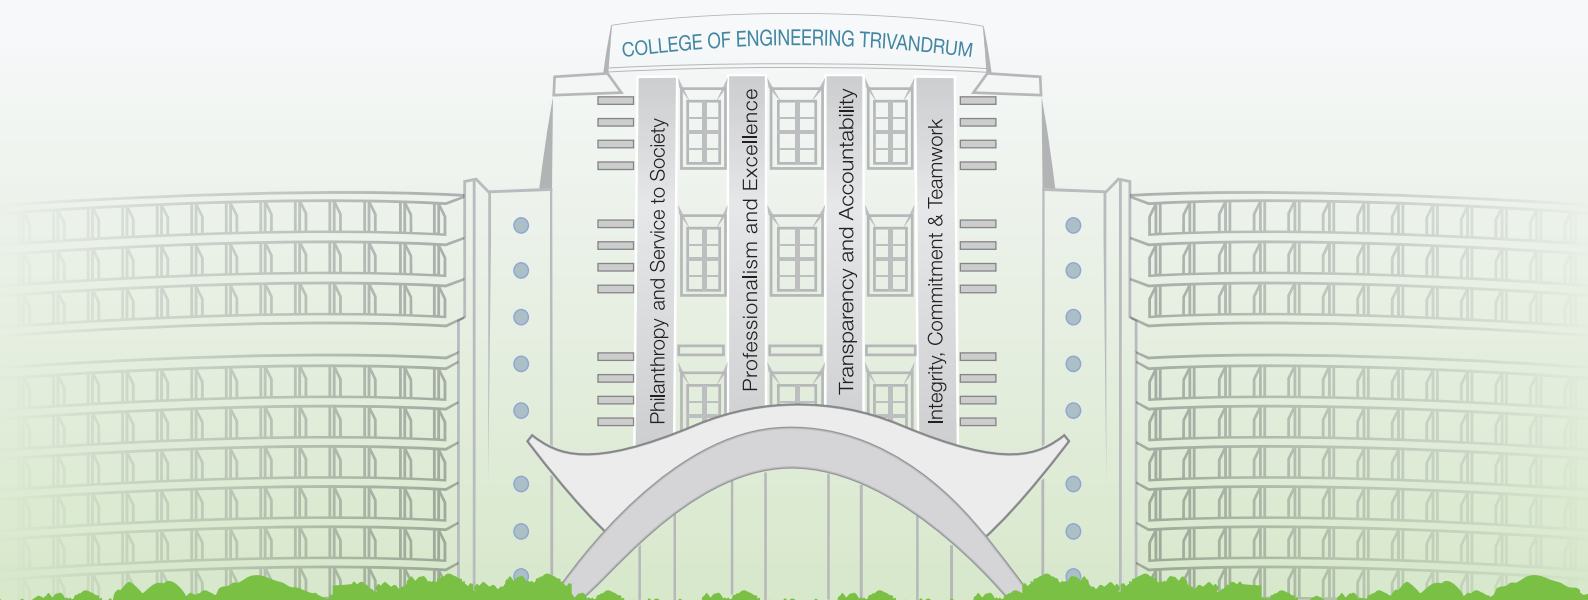 COLLEGE OF ENGINEERING TRIVANDRUM
Philanthropy and Service to Society
Professionalism and Excellence
Transparency and Accountability
Integrity, Commitment & Teamwork